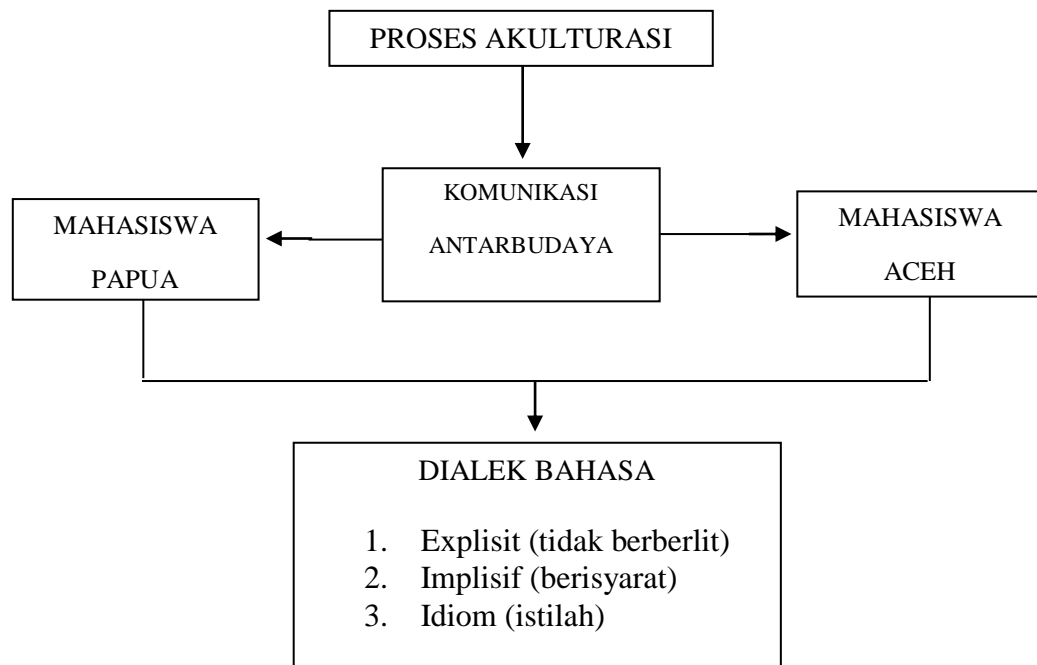 PROSES AKULTURASI
KOMUNIKASI
ANTARBUDAYA
MAHASISWA
PAPUA
MAHASISWA
ACEH
DIALEK BAHASA
1. Explisit (tidak berberlit)
2. Implisif (berisyarat)
3. Idiom (istilah)